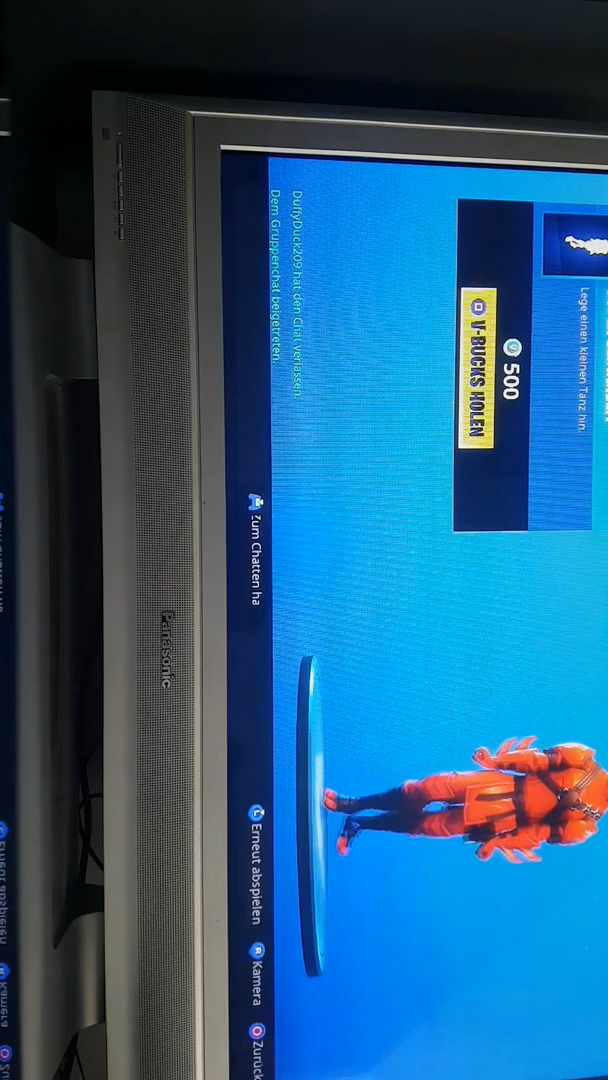 Lege einen kleinen Tanz hin.
500
V-BUCKS HOLEN
DuffyDuck209 hat den Chat verlassen.
Dem Gruppenchat beigetreten.
Zum Chatten ha
Erneut abspielen
Kamera
Zurück
Panasonic